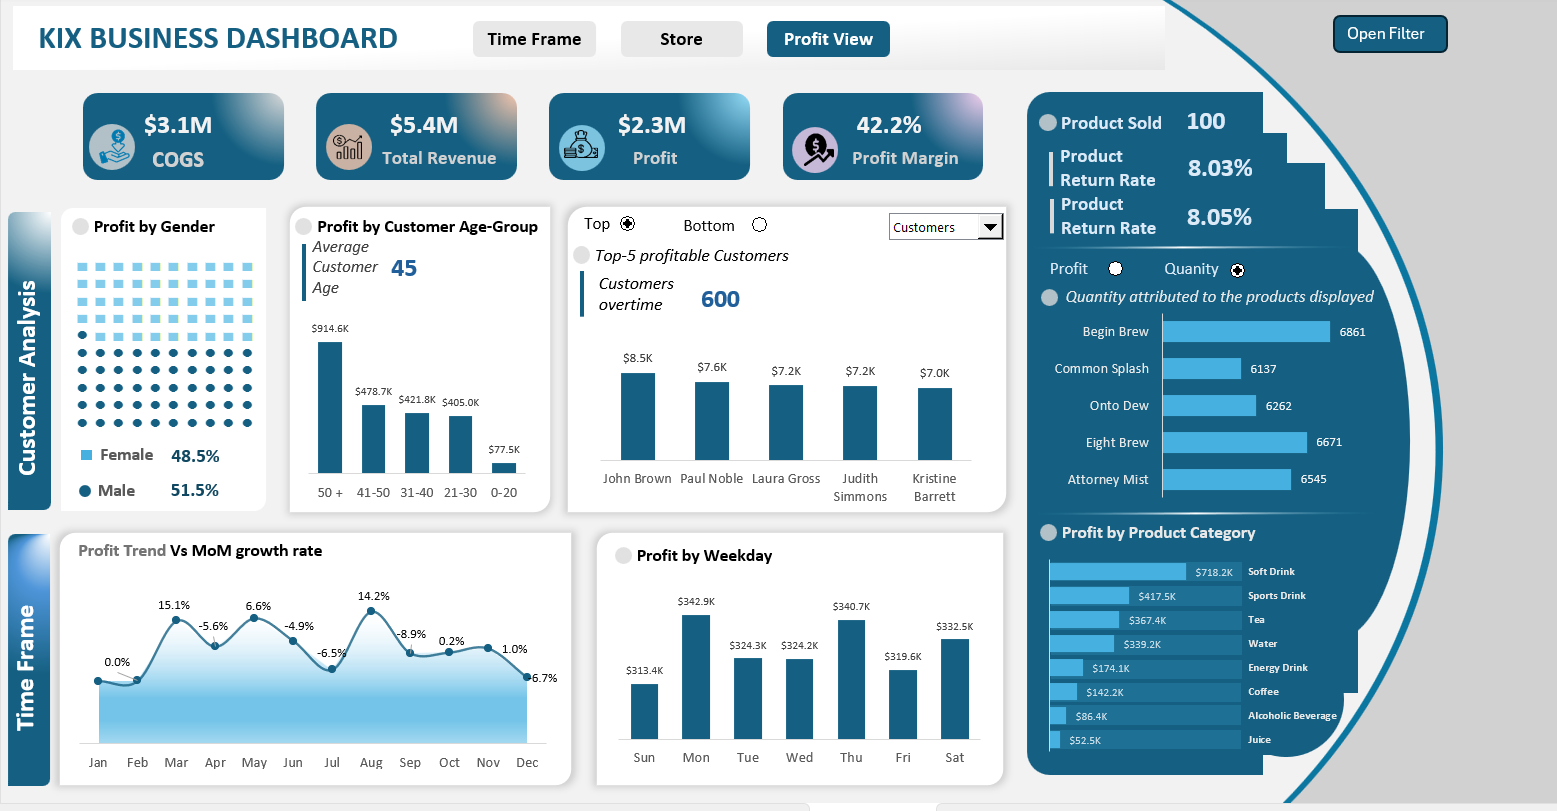 KIX BUSINESS DASHBOARD
Time Frame
Store
Profit View
Open Filter
$3.1M
COGS
$5.4M
Total Revenue
$2.3M
Profit
42.2%
Profit Margin
Product Sold 100
Product
Return Rate
8.03%
Product
Return Rate
8.05%
Customer Analysis
Profit by Gender
Female 48.5%
Male 51.5%
Profit by Customer Age-Group
Average
Customer
Age
45
$914.6K
$478.7K
$421.8K
$405.0K
$77.5K
50 +
41-50
31-40
21-30
0-20
Top
Bottom
Customers
Top-5 profitable Customers
Customers
overtime
600
$8.5K
$7.6K
$7.2K
$7.2K
$7.0K
John Brown
Paul Noble
Laura Gross
Judith
Simmons
Kristine
Barrett
Profit
Quanity
Quantity attributed to the products displayed
Begin Brew 6861
Common Splash 6137
Onto Dew 6262
Eight Brew 6671
Attorney Mist 6545
Time Frame
Profit Trend Vs MoM growth rate
0.0%
15.1%
-5.6%
6.6%
-4.9%
-6.5%
14.2%
-8.9%
0.2%
1.0%
-6.7%
Jan
Feb
Mar
Apr
May
Jun
Jul
Aug
Sep
Oct
Nov
Dec
Profit by Weekday
$313.4K
$342.9K
$324.3K
$324.2K
$340.7K
$319.6K
$332.5K
Sun
Mon
Tue
Wed
Thu
Fri
Sat
Profit by Product Category
$718.2K Soft Drink
$417.5K Sports Drink
$367.4K Tea
$339.2K Water
$174.1K Energy Drink
$142.2K Coffee
$86.4K Alcoholic Beverage
$52.5K Juice